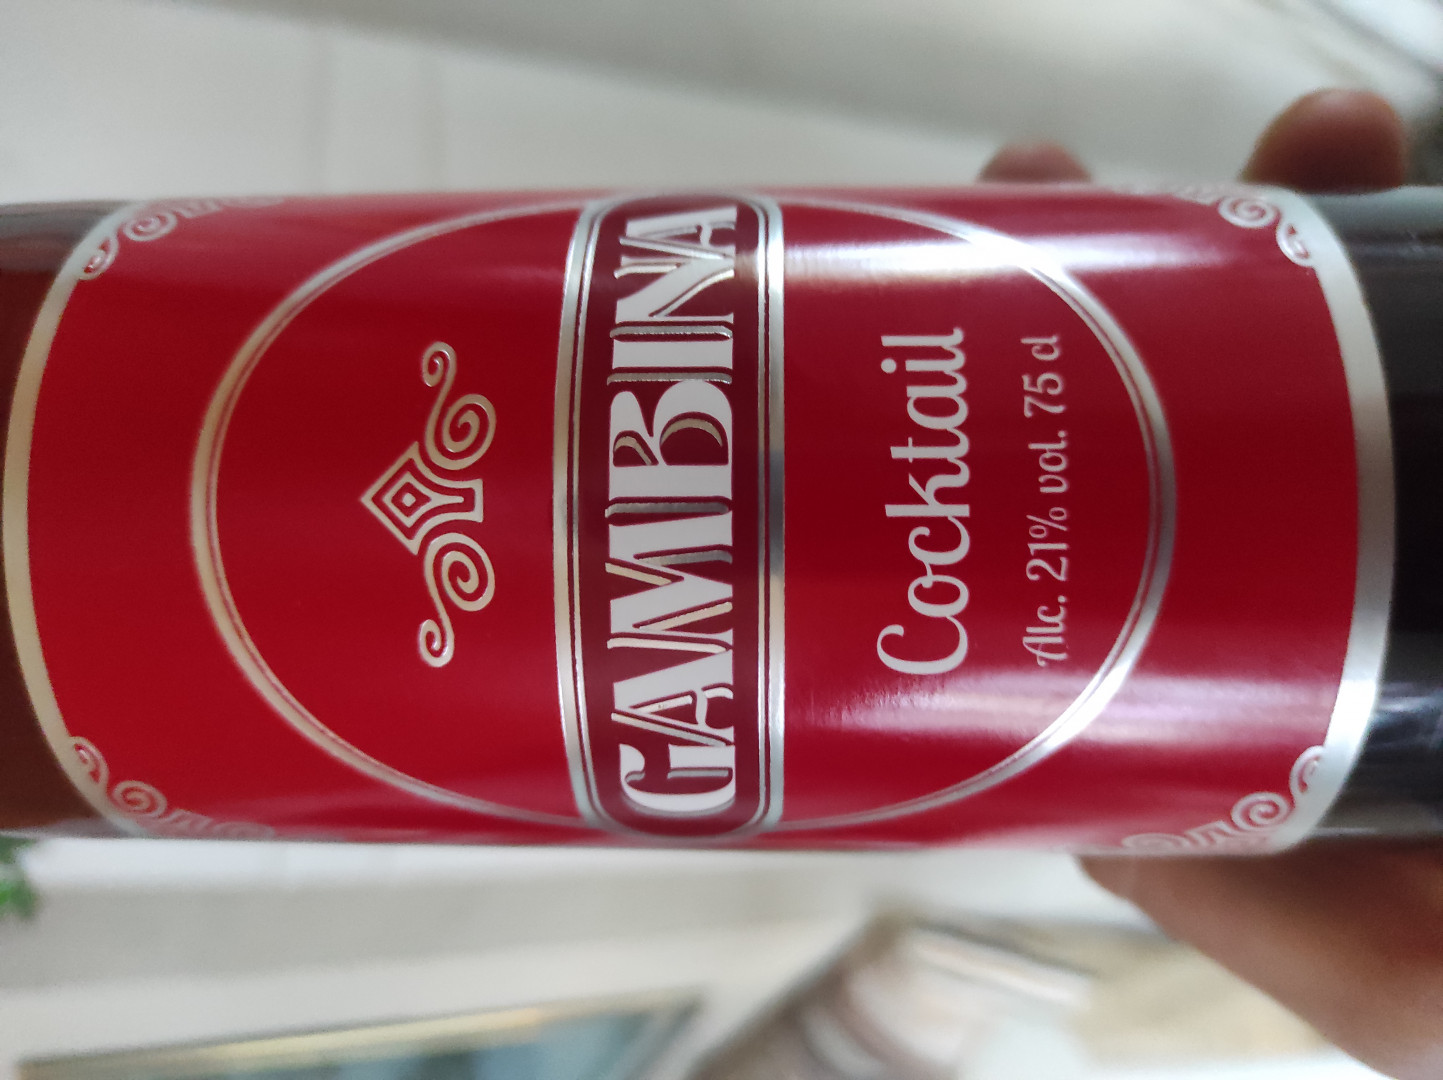 GAMBINA
Cocktail
Alc. 21% vol. 75 cl